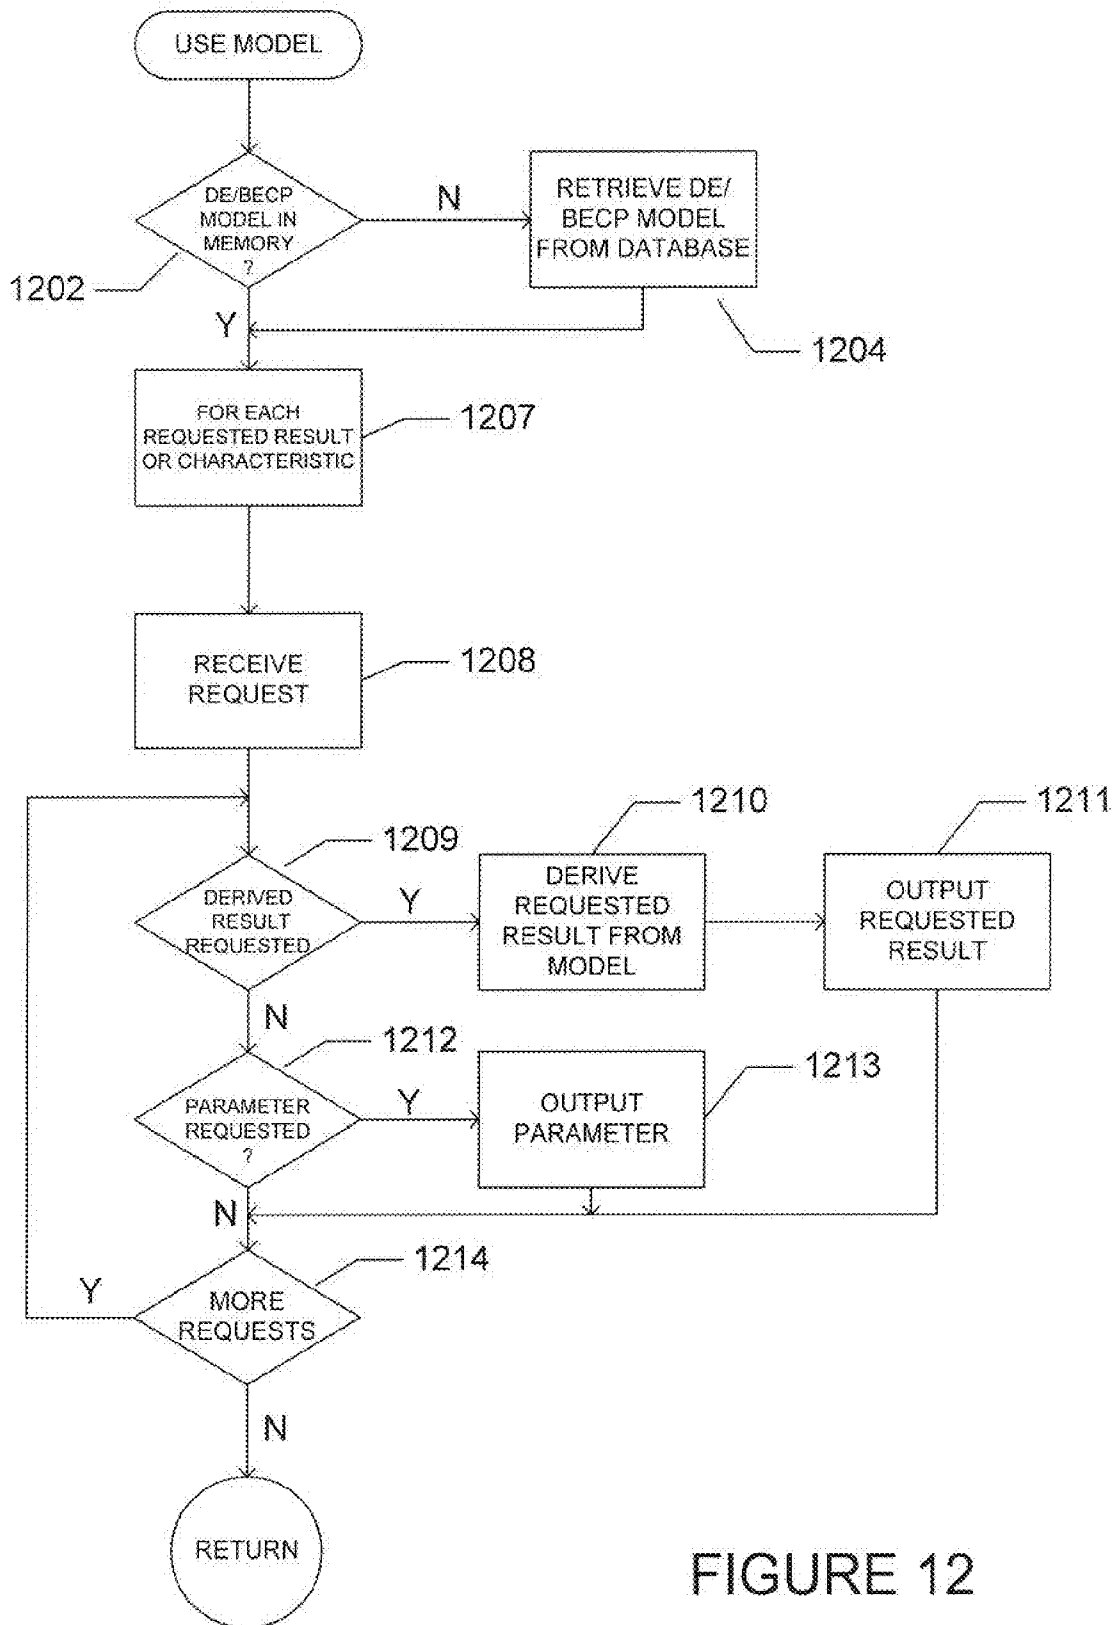 USE MODEL
DE/BECP
MODEL IN
MEMORY
?
N
RETRIEVE DE/
BECP MODEL
FROM DATABASE
1202
Y
1204
FOR EACH
REQUESTED RESULT
OR CHARACTERISTIC
1207
RECEIVE
REQUEST
1208
1209
1210
1211
DERIVED
RESULT
REQUESTED
Y
DERIVE
REQUESTED
RESULT FROM
MODEL
OUTPUT
REQUESTED
RESULT
N
1212
1213
PARAMETER
REQUESTED
?
Y
OUTPUT
PARAMETER
N
1214
Y
MORE
REQUESTS
N
RETURN
FIGURE 12